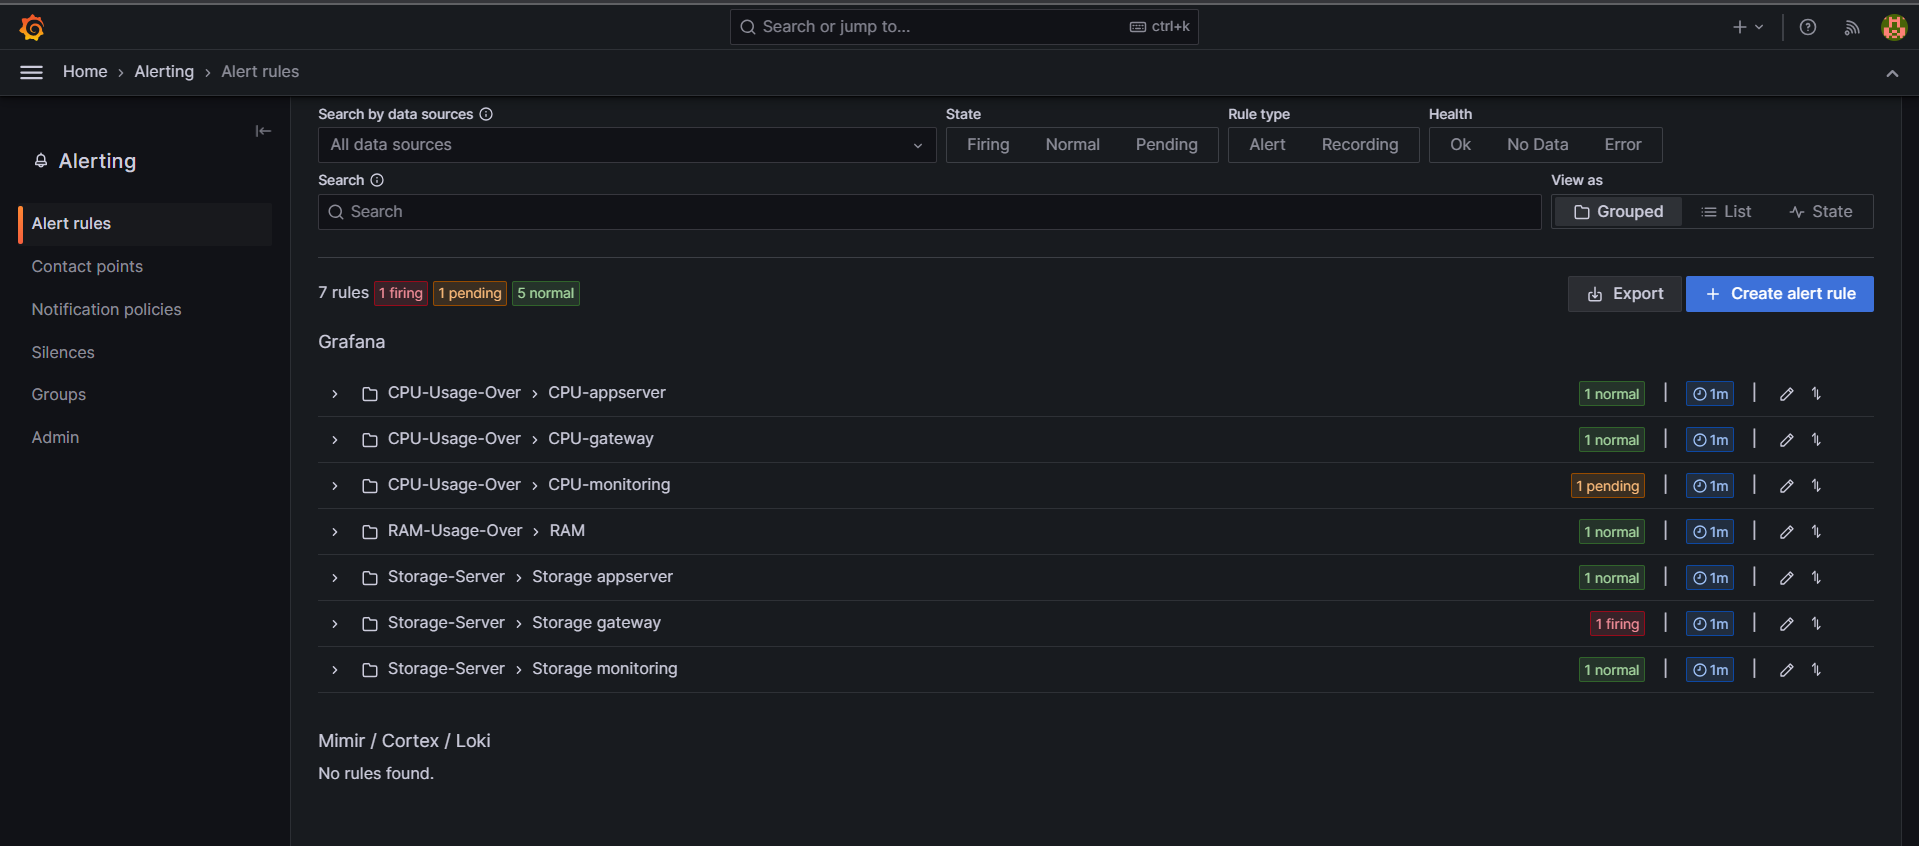 Search or jump to... ctrl+k
Home › Alerting › Alert rules
Alerting
Alert rules
Contact points
Notification policies
Silences
Groups
Admin
Search by data sources State Rule type Health
All data sources Firing Normal Pending Alert Recording Ok No Data Error
Search View as
Search Grouped List State
7 rules 1 firing 1 pending 5 normal Export + Create alert rule
Grafana
CPU-Usage-Over › CPU-appserver 1 normal | 1m |
CPU-Usage-Over › CPU-gateway 1 normal | 1m |
CPU-Usage-Over › CPU-monitoring 1 pending | 1m |
RAM-Usage-Over › RAM 1 normal | 1m |
Storage-Server › Storage appserver 1 normal | 1m |
Storage-Server › Storage gateway 1 firing | 1m |
Storage-Server › Storage monitoring 1 normal | 1m |
Mimir / Cortex / Loki
No rules found.